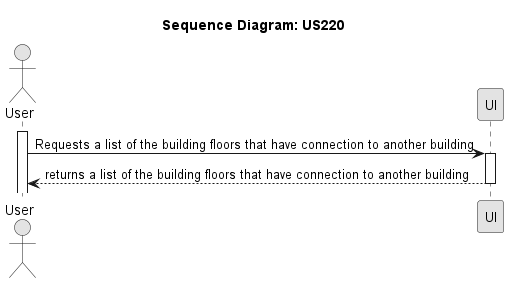 Sequence Diagram: US220
User
UI
Requests a list of the building floors that have connection to another building
returns a list of the building floors that have connection to another building
User
UI